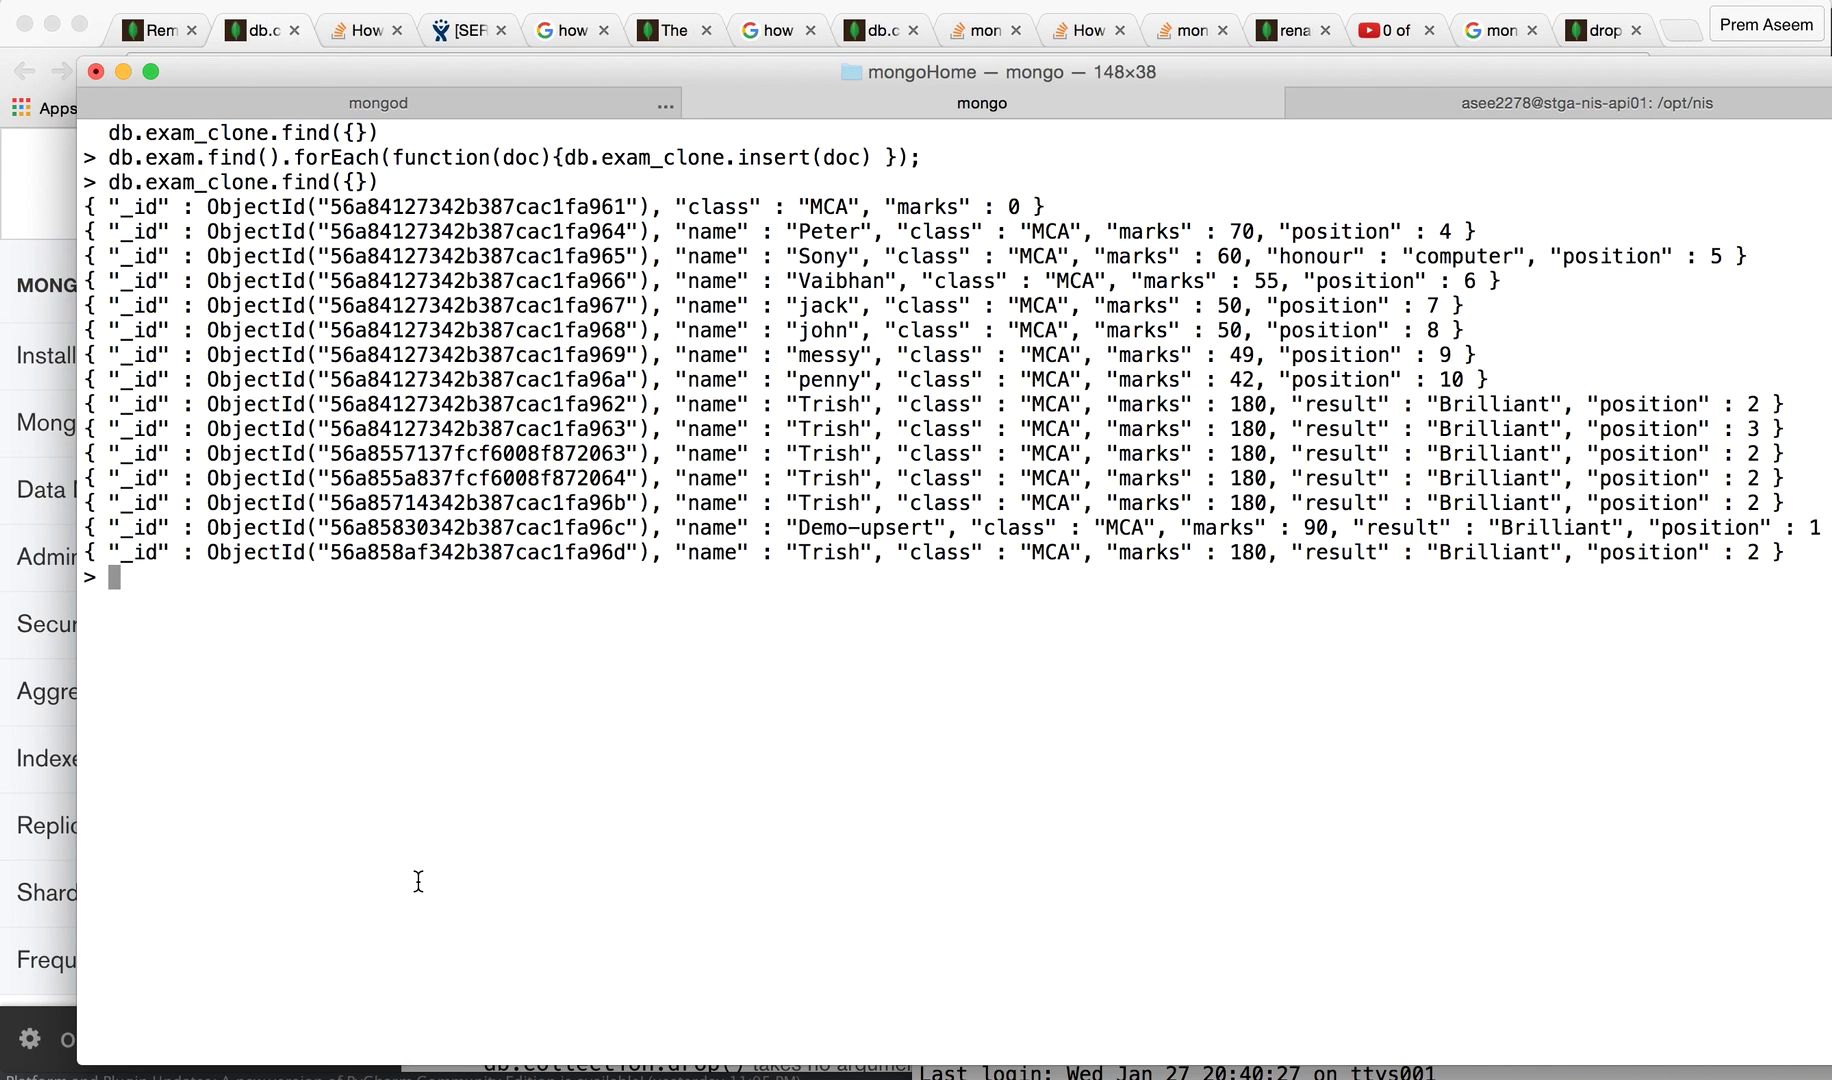 Rem
db.c
How
[SEF
how
The
how
db.c
mon
How
mon
rena
0 of
mon
drop
Prem Aseem
mongoHome — mongo — 148×38
Apps
mongod
...
mongo
asee2278@stga-nis-api01: /opt/nis
db.exam_clone.find({})
> db.exam.find().forEach(function(doc){db.exam_clone.insert(doc) });
> db.exam_clone.find({})
{ "_id" : ObjectId("56a84127342b387cac1fa961"), "class" : "MCA", "marks" : 0 }
{ "_id" : ObjectId("56a84127342b387cac1fa964"), "name" : "Peter", "class" : "MCA", "marks" : 70, "position" : 4 }
{ "_id" : ObjectId("56a84127342b387cac1fa965"), "name" : "Sony", "class" : "MCA", "marks" : 60, "honour" : "computer", "position" : 5 }
{ "_id" : ObjectId("56a84127342b387cac1fa966"), "name" : "Vaibhan", "class" : "MCA", "marks" : 55, "position" : 6 }
{ "_id" : ObjectId("56a84127342b387cac1fa967"), "name" : "jack", "class" : "MCA", "marks" : 50, "position" : 7 }
{ "_id" : ObjectId("56a84127342b387cac1fa968"), "name" : "john", "class" : "MCA", "marks" : 50, "position" : 8 }
{ "_id" : ObjectId("56a84127342b387cac1fa969"), "name" : "messy", "class" : "MCA", "marks" : 49, "position" : 9 }
{ "_id" : ObjectId("56a84127342b387cac1fa96a"), "name" : "penny", "class" : "MCA", "marks" : 42, "position" : 10 }
{ "_id" : ObjectId("56a84127342b387cac1fa962"), "name" : "Trish", "class" : "MCA", "marks" : 180, "result" : "Brilliant", "position" : 2 }
{ "_id" : ObjectId("56a84127342b387cac1fa963"), "name" : "Trish", "class" : "MCA", "marks" : 180, "result" : "Brilliant", "position" : 3 }
{ "_id" : ObjectId("56a8557137fcf6008f872063"), "name" : "Trish", "class" : "MCA", "marks" : 180, "result" : "Brilliant", "position" : 2 }
{ "_id" : ObjectId("56a855a837fcf6008f872064"), "name" : "Trish", "class" : "MCA", "marks" : 180, "result" : "Brilliant", "position" : 2 }
{ "_id" : ObjectId("56a85714342b387cac1fa96b"), "name" : "Trish", "class" : "MCA", "marks" : 180, "result" : "Brilliant", "position" : 2 }
{ "_id" : ObjectId("56a85830342b387cac1fa96c"), "name" : "Demo-upsert", "class" : "MCA", "marks" : 90, "result" : "Brilliant", "position" : 1
{ "_id" : ObjectId("56a858af342b387cac1fa96d"), "name" : "Trish", "class" : "MCA", "marks" : 180, "result" : "Brilliant", "position" : 2 }
>
MONG
Install
Mong
Data
Admin
Secur
Aggre
Indexe
Replic
Shard
Frequ
O
db.collection.drop() takes no argumen
Last login: Wed Jan 27 20:40:27 on ttys001